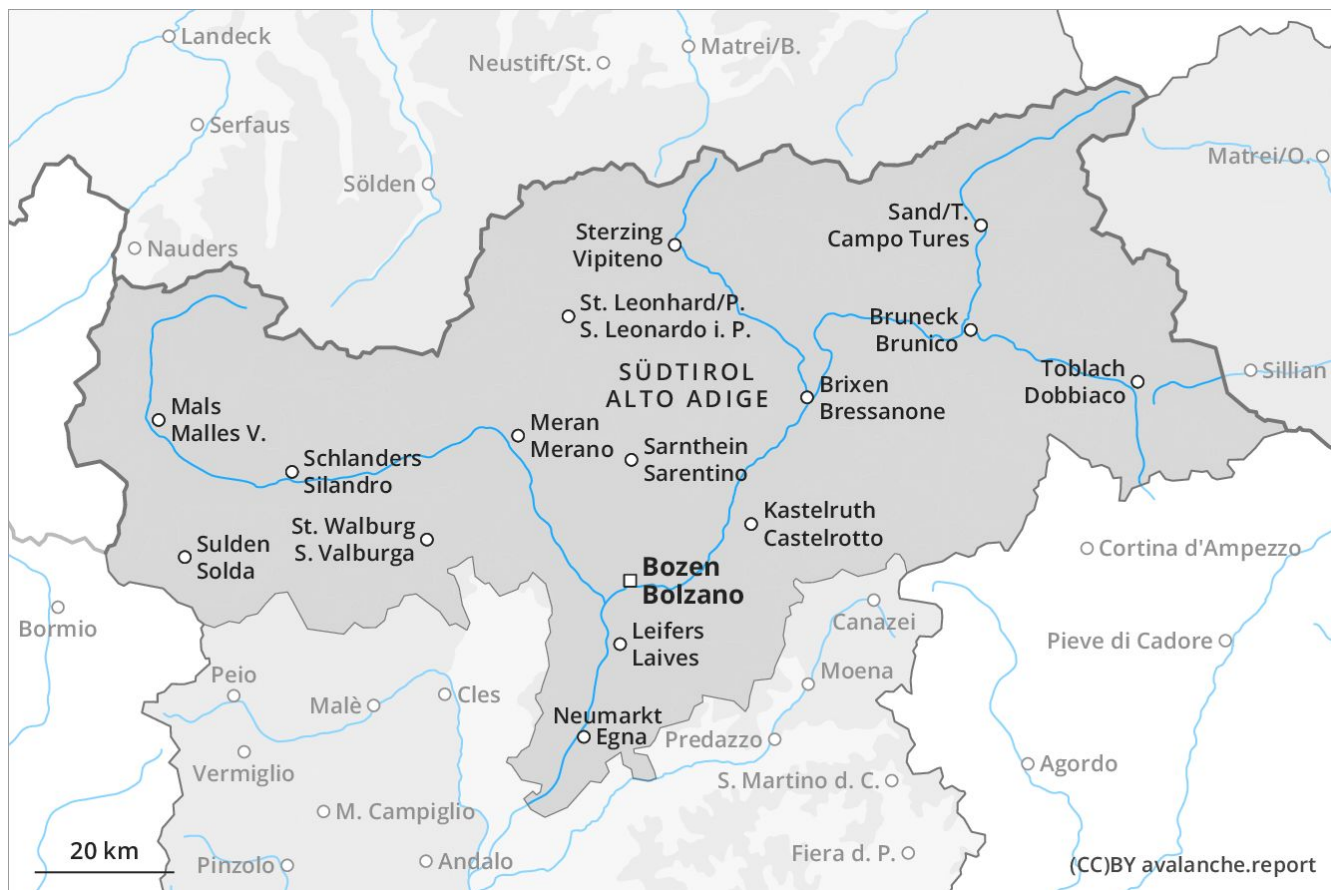 Landeck
Matrei/B.
Neustift/St.
Serfaus
Matrei/O.
Sölden
Sand/T.
Campo Tures
Sterzing
Vipiteno
Nauders
St. Leonhard/P.
S. Leonardo i. P.
Bruneck
Brunico
SÜDTIROL
ALTO ADIGE
Toblach
Dobbiaco
Sillian
Brixen
Bressanone
Mals
Malles V.
Meran
Merano
Sarnthein
Sarentino
Schlanders
Silandro
Kastelruth
Castelrotto
St. Walburg
S. Valburga
Sulden
Solda
Cortina d'Ampezzo
Bozen
Bolzano
Bormio
Canazei
Leifers
Laives
Pieve di Cadore
Peio
Moena
Malè
Cles
Neumarkt
Egna
Predazzo
Vermiglio
Agordo
S. Martino d. C.
M. Campiglio
20 km
Pinzolo
Andalo
Fiera d. P.
(CC)BY avalanche.report